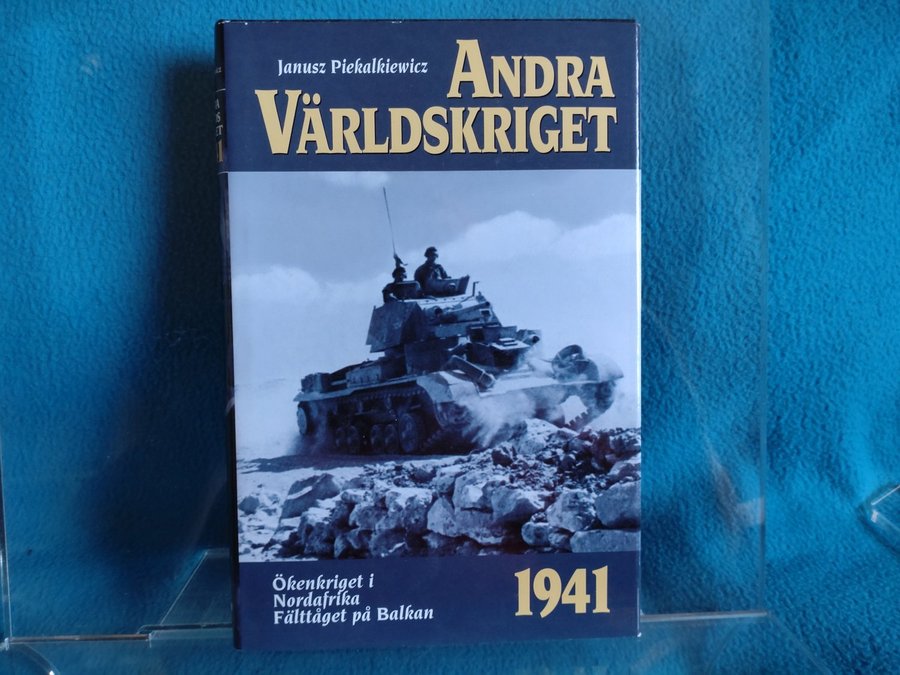 Janusz Piekalkiewicz
ANDRA
VÄRLDSKRIGET
Ökenkriget i
Nordafrika
Fälttåget på Balkan
1941